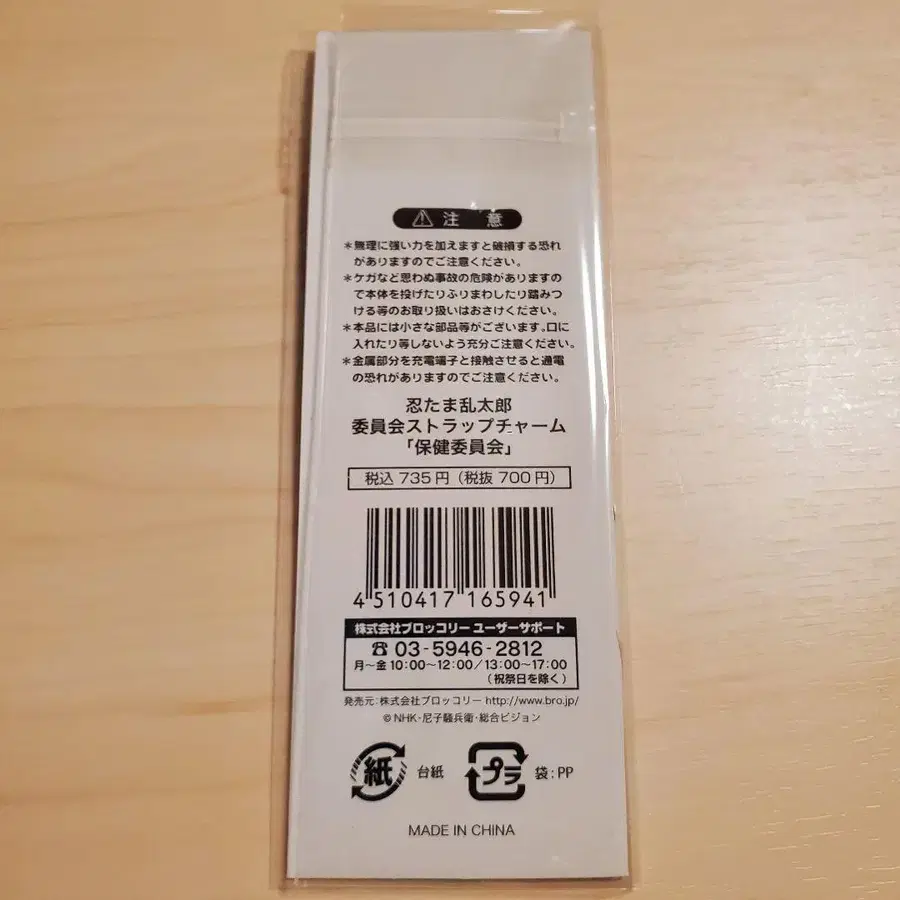 ⚠ 注 意
＊無理に強い力を加えますと破損する恐れ
がありますのでご注意ください。
＊ケガなど思わぬ事故の危険がありますの
で本体を投げたりふりまわしたり踏みつ
ける等のお取り扱いはおさけください。
＊本品には小さな部品等がございます。口に
入れたり等しないよう充分ご注意ください。
＊金属部分を充電端子と接触させると通電
の恐れがありますのでご注意ください。
忍たま乱太郎
委員会ストラップチャーム
「保健委員会」
税込 735 円（税抜 700 円）
4 510417 165941
株式会社ブロッコリー ユーザーサポート
☎ 03-5946-2812
月〜金 10:00〜12:00／13:00〜17:00
（祝祭日を除く）
発売元：株式会社ブロッコリー http://www.bro.jp/
© NHK・尼子騒兵衛・総合ビジョン
紙 台紙 プラ 袋：PP
MADE IN CHINA